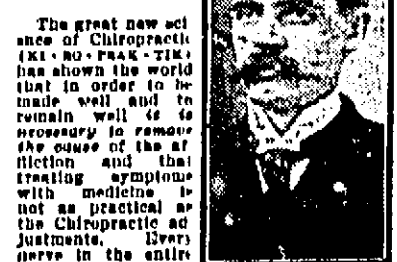 The great new sci
ence of Chiropractic
(KI-RO-PRAK-TIK)
has shown the world
that in order to be
made well and to
remain well it is
necessary to remove
the cause of the af
fliction and that
treating symptoms
with medicine is
not as practical as
the Chiropractic ad
justments. Every
nerve in the entire